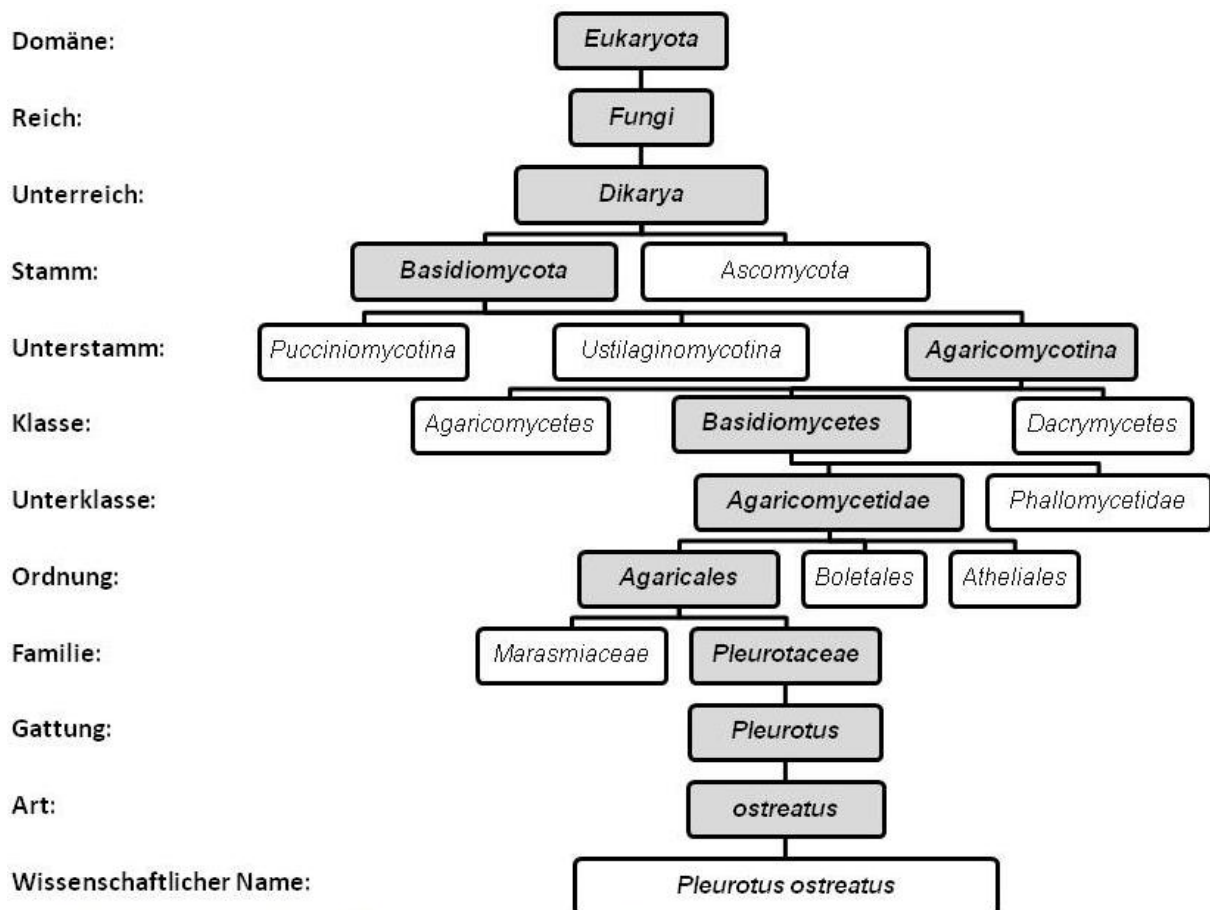 Domäne: Eukaryota
Reich: Fungi
Unterreich: Dikarya
Stamm: Basidiomycota Ascomycota
Unterstamm: Pucciniomycotina Ustilaginomycotina Agaricomycotina
Klasse: Agaricomycetes Basidiomycetes Dacrymycetes
Unterklasse: Agaricomycetidae Phallomycetidae
Ordnung: Agaricales Boletales Atheliales
Familie: Marasmiaceae Pleurotaceae
Gattung: Pleurotus
Art: ostreatus
Wissenschaftlicher Name: Pleurotus ostreatus